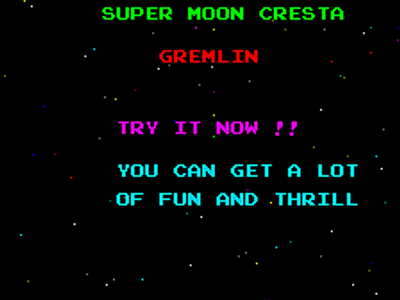 SUPER MOON CRESTA
GREMLIN
TRY IT NOW !!
YOU CAN GET A LOT
OF FUN AND THRILL